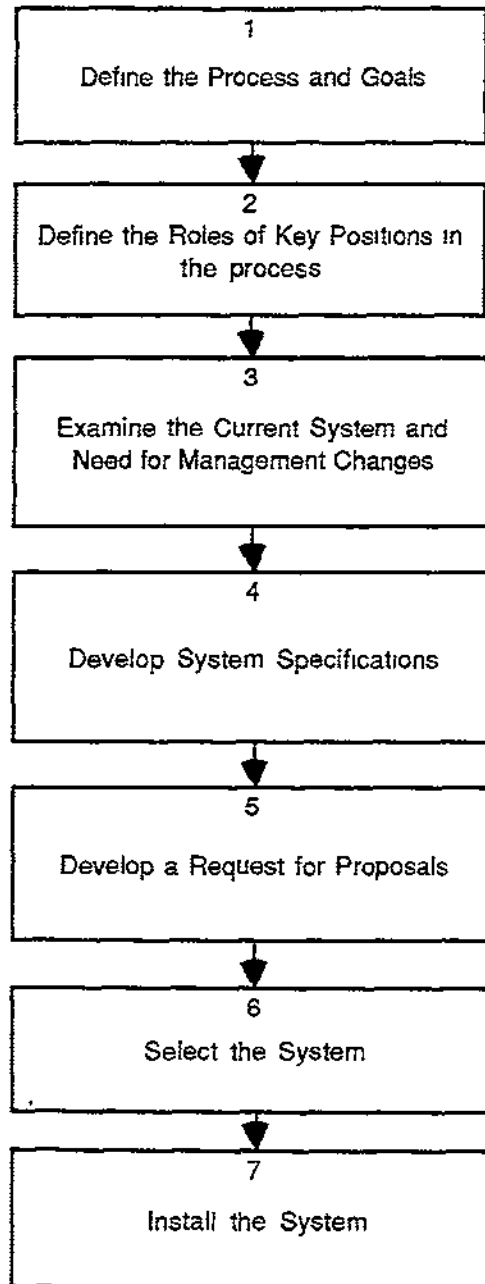 1
Define the Process and Goals
2
Define the Roles of Key Positions in
the process
3
Examine the Current System and
Need for Management Changes
4
Develop System Specifications
5
Develop a Request for Proposals
6
Select the System
7
Install the System